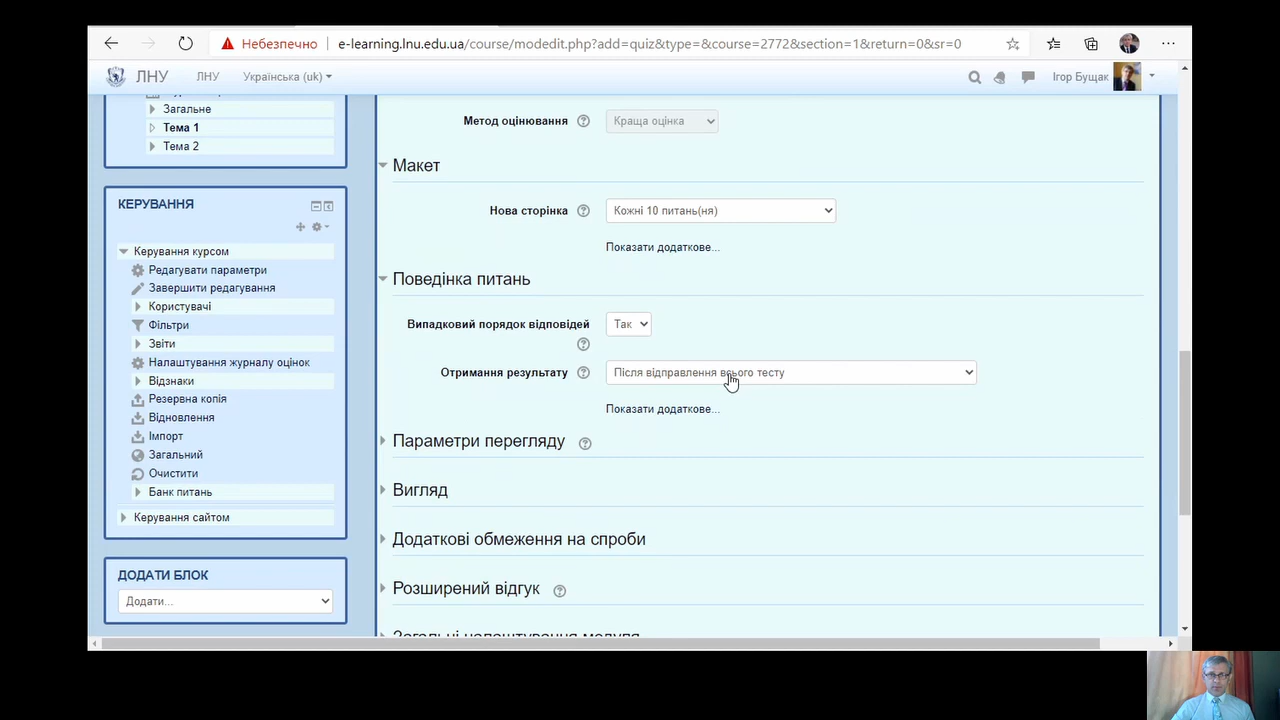 Небезпечно
e-learning.lnu.edu.ua/course/modedit.php?add=quiz&type=&course=2772&section=1&return=0&sr=0
ЛНУ
ЛНУ
Українська (uk)
Ігор Бущак
Загальне
Тема 1
Тема 2
КЕРУВАННЯ
Керування курсом
Редагувати параметри
Завершити редагування
Користувачі
Фільтри
Звіти
Налаштування журналу оцінок
Відзнаки
Резервна копія
Відновлення
Імпорт
Загальний
Очистити
Банк питань
Керування сайтом
ДОДАТИ БЛОК
Додати...
Метод оцінювання
Краща оцінка
Макет
Нова сторінка
Кожні 10 питань(ня)
Показати додаткове...
Поведінка питань
Випадковий порядок відповідей
Так
Отримання результату
Після відправлення всього тесту
Показати додаткове...
Параметри перегляду
Вигляд
Додаткові обмеження на спроби
Розширений відгук
Загальні налаштування модуля